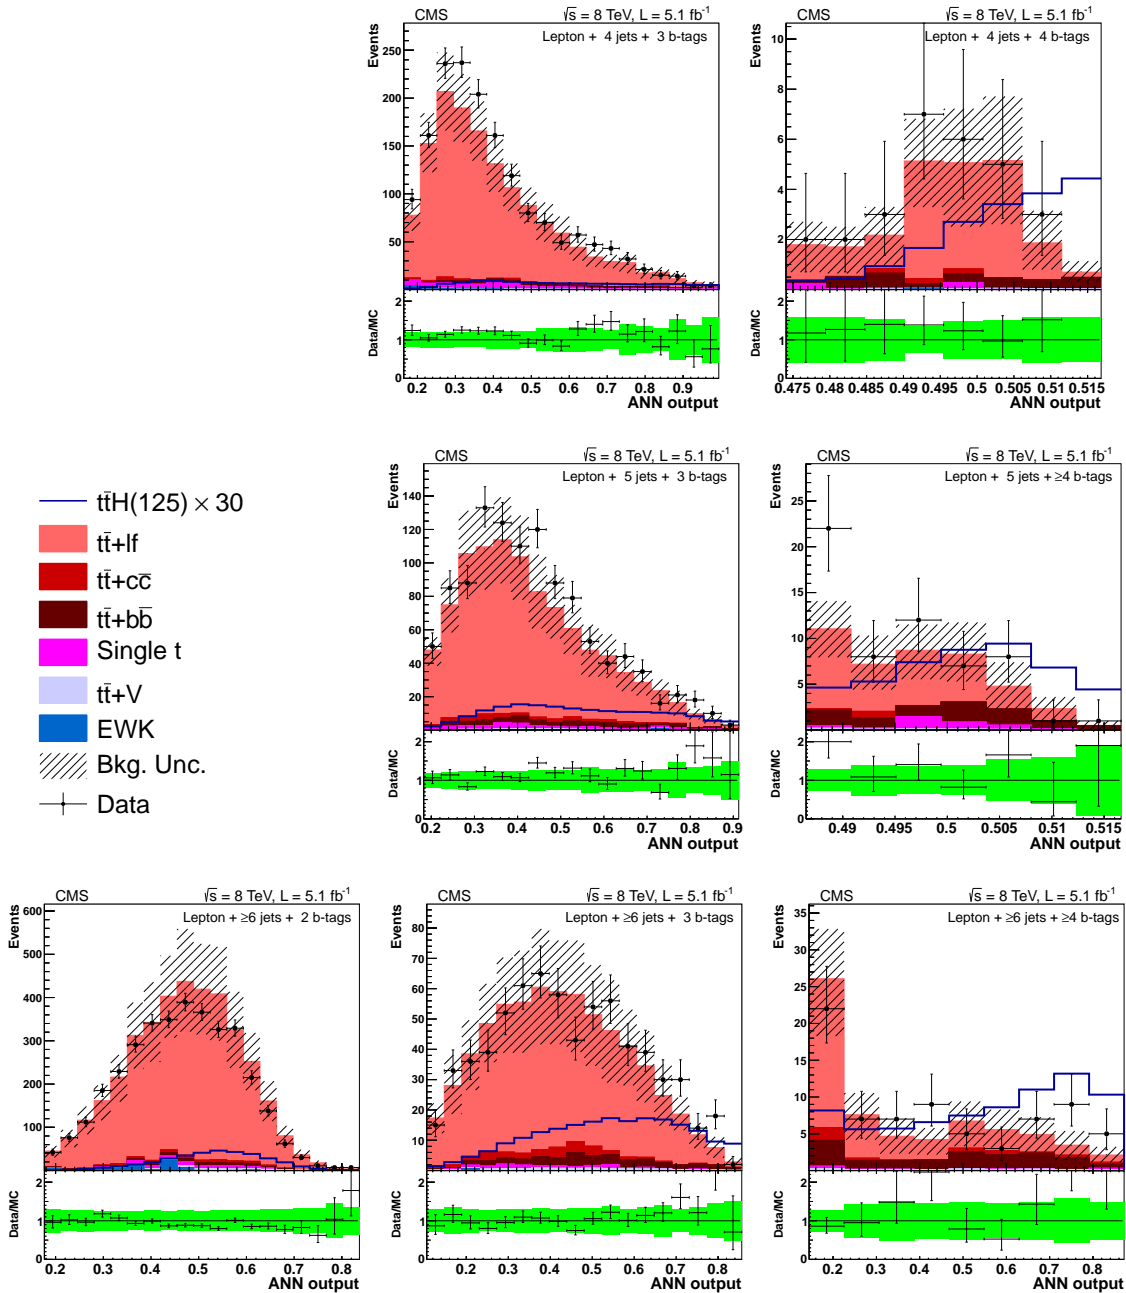 CMS √s = 8 TeV, L = 5.1 fb⁻¹
Lepton + 4 jets + 3 b-tags
Events
250
200
150
100
50
Data/MC
2
1
0
0.2 0.3 0.4 0.5 0.6 0.7 0.8 0.9
ANN output
√s = 8 TeV, L = 5.1 fb⁻¹
CMS
Lepton + 4 jets + 4 b-tags
Events
10
8
6
4
2
Data/MC
2
1
0
0.475 0.48 0.485 0.49 0.495 0.5 0.505 0.51 0.515
ANN output
tt̄H(125) × 30
tt̄+lf
tt̄+cc̄
tt̄+bb̄
Single t
tt̄+V
EWK
Bkg. Unc.
Data
CMS √s = 8 TeV, L = 5.1 fb⁻¹
Lepton + 5 jets + 3 b-tags
Events
140
120
100
80
60
40
20
Data/MC
2
1
0
0.2 0.3 0.4 0.5 0.6 0.7 0.8 0.9
ANN output
CMS √s = 8 TeV, L = 5.1 fb⁻¹
Lepton + 5 jets + ≥4 b-tags
Events
25
20
15
10
5
Data/MC
2
1
0
0.49 0.495 0.5 0.505 0.51 0.515
ANN output
CMS √s = 8 TeV, L = 5.1 fb⁻¹
Lepton + ≥6 jets + 2 b-tags
Events
600
500
400
300
200
100
Data/MC
2
1
0
0.2 0.3 0.4 0.5 0.6 0.7 0.8
ANN output
CMS √s = 8 TeV, L = 5.1 fb⁻¹
Lepton + ≥6 jets + 3 b-tags
Events
80
70
60
50
40
30
20
10
Data/MC
2
1
0
0.2 0.3 0.4 0.5 0.6 0.7 0.8
ANN output
CMS √s = 8 TeV, L = 5.1 fb⁻¹
Lepton + ≥6 jets + ≥4 b-tags
Events
35
30
25
20
15
10
5
Data/MC
2
1
0
0.2 0.3 0.4 0.5 0.6 0.7 0.8
ANN output